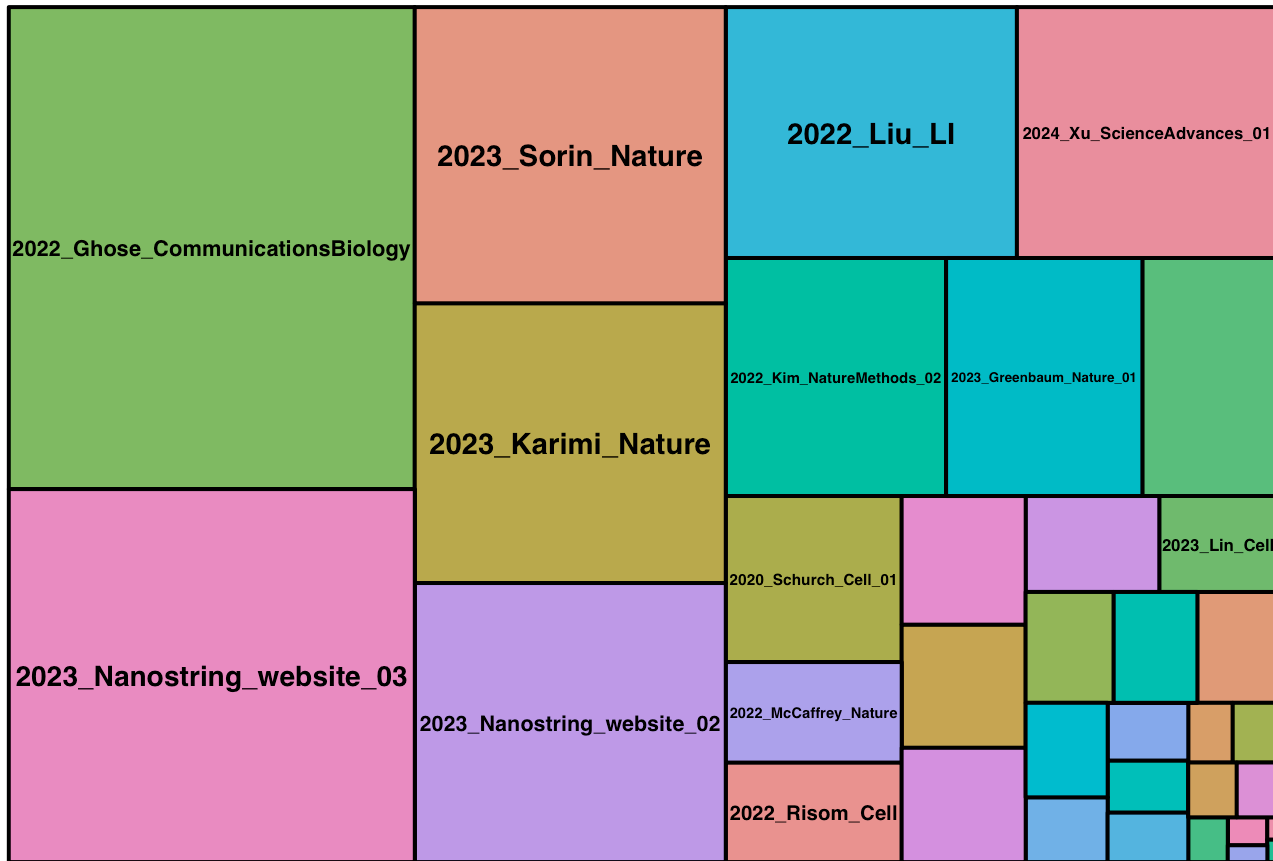 2022_Ghose_CommunicationsBiology
2023_Nanostring_website_03
2023_Sorin_Nature
2023_Karimi_Nature
2023_Nanostring_website_02
2022_Liu_LI
2024_Xu_ScienceAdvances_01
2022_Kim_NatureMethods_02
2023_Greenbaum_Nature_01
2020_Schurch_Cell_01
2023_Lin_Cell
2022_McCaffrey_Nature
2022_Risom_Cell